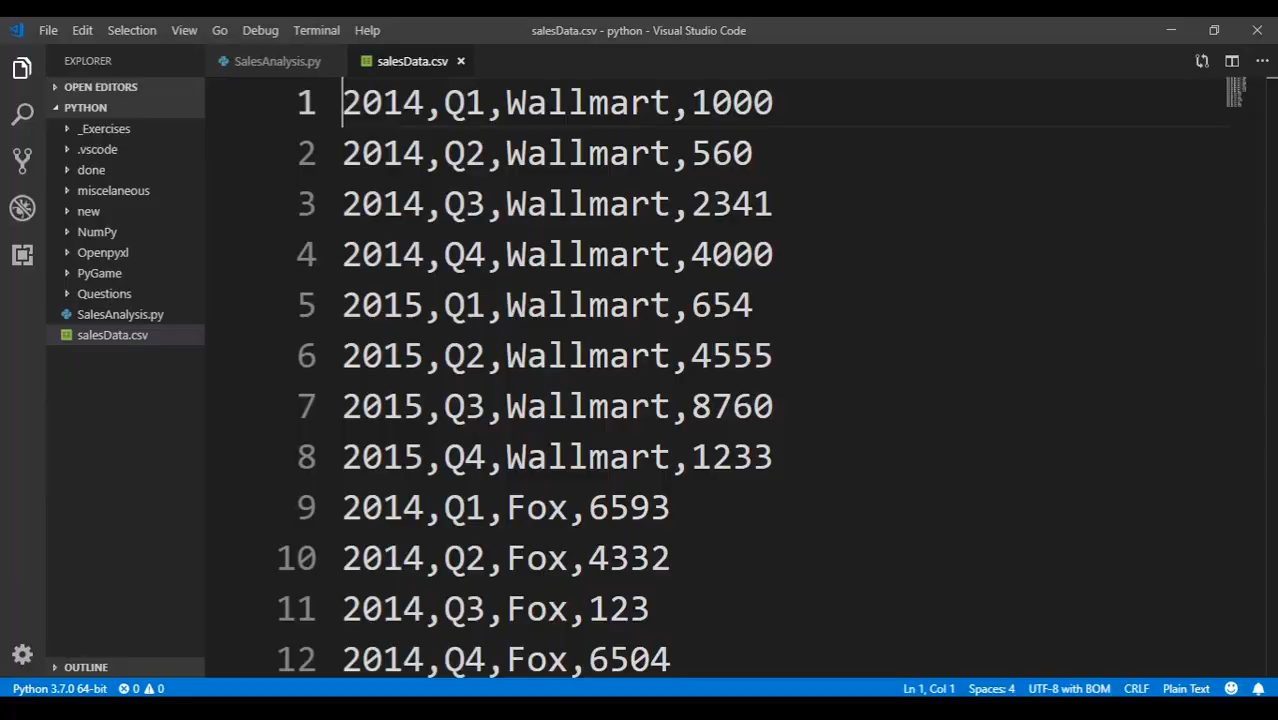 File Edit Selection View Go Debug Terminal Help salesData.csv - python - Visual Studio Code
EXPLORER SalesAnalysis.py salesData.csv
OPEN EDITORS
PYTHON
_Exercises
.vscode
done
miscelaneous
new
NumPy
Openpyxl
PyGame
Questions
SalesAnalysis.py
salesData.csv
OUTLINE
1 2014,Q1,Wallmart,1000
2 2014,Q2,Wallmart,560
3 2014,Q3,Wallmart,2341
4 2014,Q4,Wallmart,4000
5 2015,Q1,Wallmart,654
6 2015,Q2,Wallmart,4555
7 2015,Q3,Wallmart,8760
8 2015,Q4,Wallmart,1233
9 2014,Q1,Fox,6593
10 2014,Q2,Fox,4332
11 2014,Q3,Fox,123
12 2014,Q4,Fox,6504
Python 3.7.0 64-bit 0 0 Ln 1, Col 1 Spaces: 4 UTF-8 with BOM CRLF Plain Text